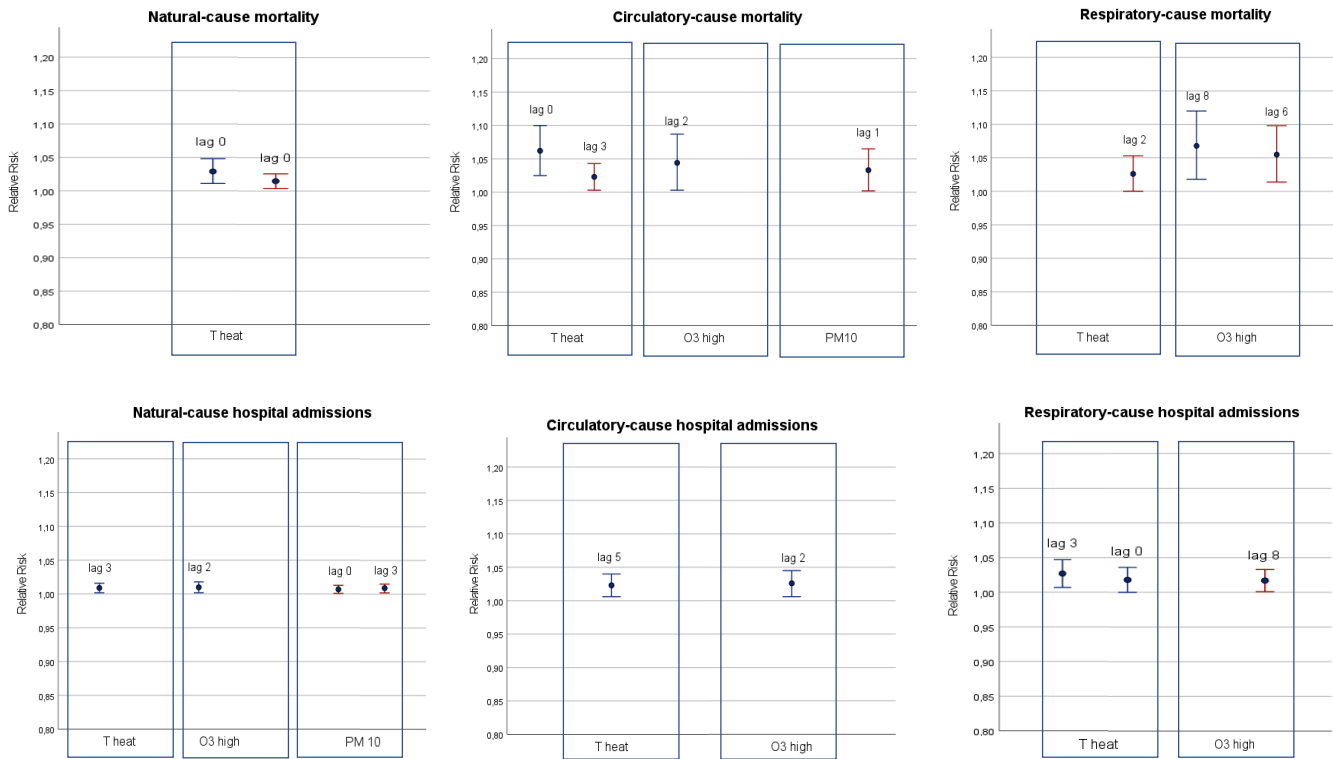 Natural-cause mortality
Relative Risk
1,20
1,15
1,10
1,05
1,00
0,95
0,90
0,85
0,80
lag 0
lag 0
T heat
Circulatory-cause mortality
Relative Risk
1,20
1,15
1,10
1,05
1,00
0,95
0,90
0,85
0,80
lag 0
lag 3
lag 2
lag 1
T heat
O3 high
PM10
Respiratory-cause mortality
Relative Risk
1,20
1,15
1,10
1,05
1,00
0,95
0,90
0,85
0,80
lag 2
lag 8
lag 6
T heat
O3 high
Natural-cause hospital admissions
Relative Risk
1,20
1,15
1,10
1,05
1,00
0,95
0,90
0,85
0,80
lag 3
lag 2
lag 0
lag 3
T heat
O3 high
PM 10
Circulatory-cause hospital admissions
Relative Risk
1,20
1,15
1,10
1,05
1,00
0,95
0,90
0,85
0,80
lag 5
lag 2
T heat
O3 high
Respiratory-cause hospital admissions
Relative Risk
1,20
1,15
1,10
1,05
1,00
0,95
0,90
0,85
0,80
lag 3
lag 0
lag 8
T heat
O3 high